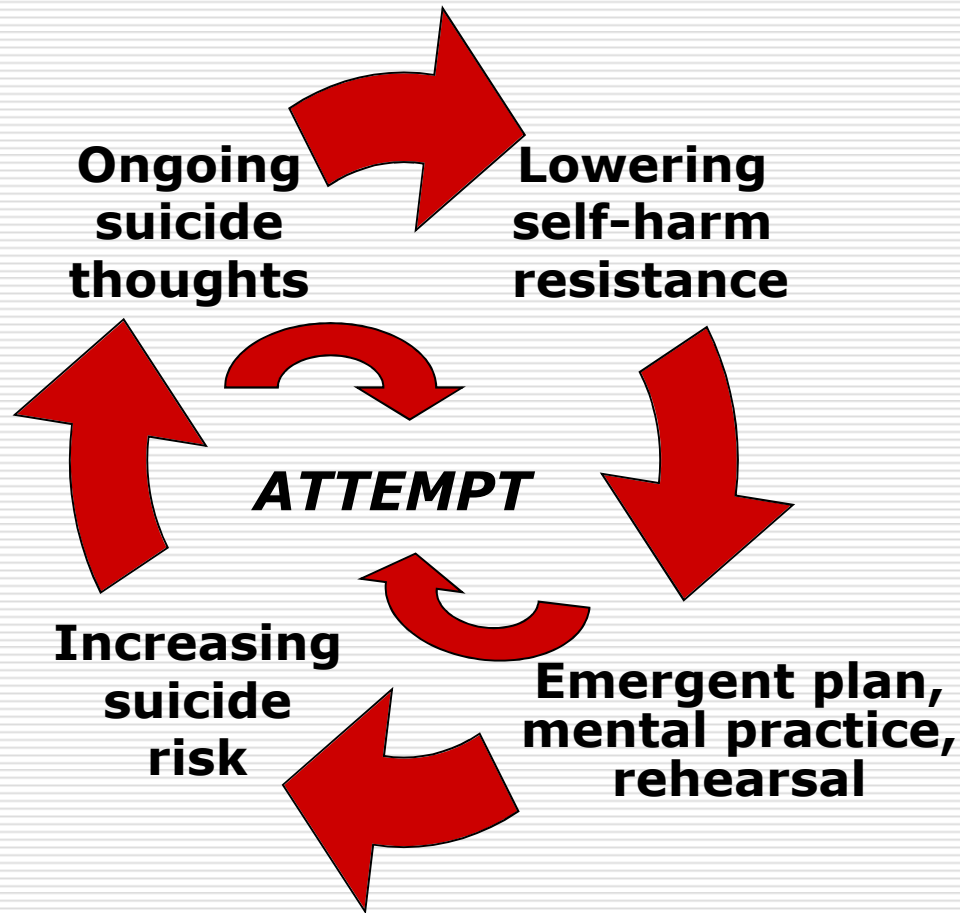 Ongoing
suicide
thoughts
Lowering
self-harm
resistance
ATTEMPT
Increasing
suicide
risk
Emergent plan,
mental practice,
rehearsal